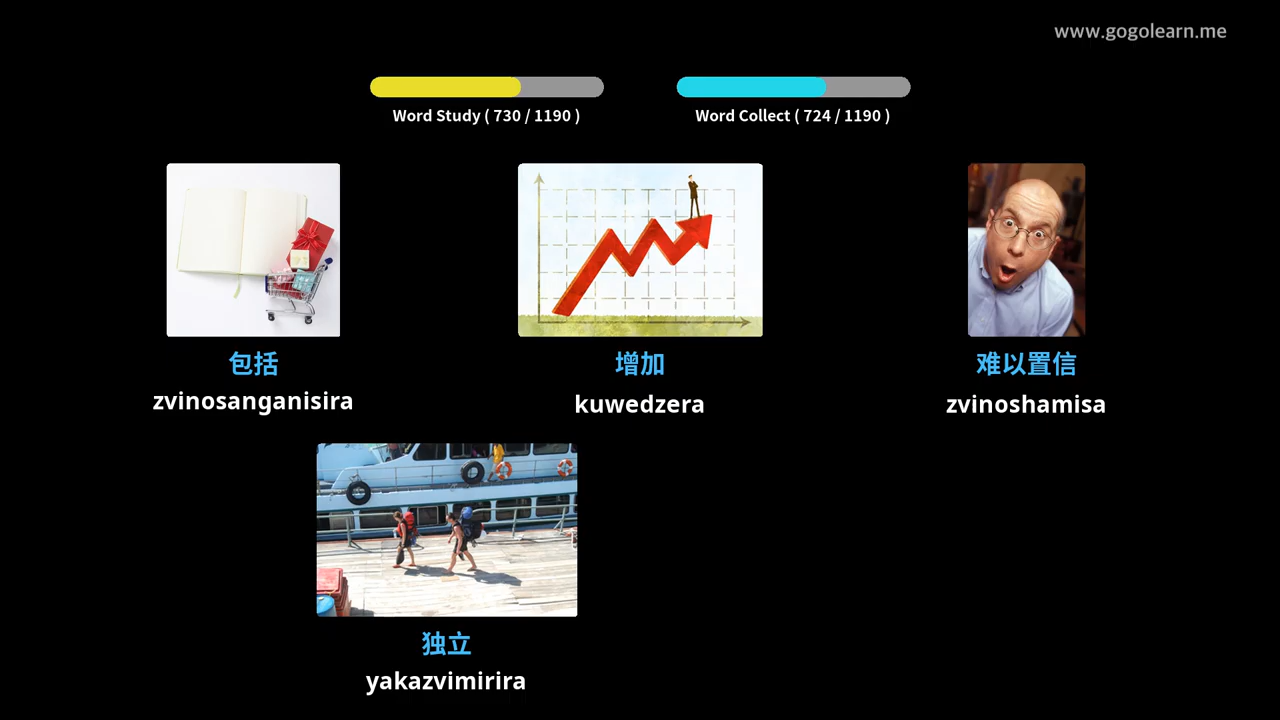 www.gogolearn.me
Word Study ( 730 / 1190 )
Word Collect ( 724 / 1190 )
包括
zvinosanganisira
增加
kuwedzera
难以置信
zvinoshamisa
独立
yakazvimirira